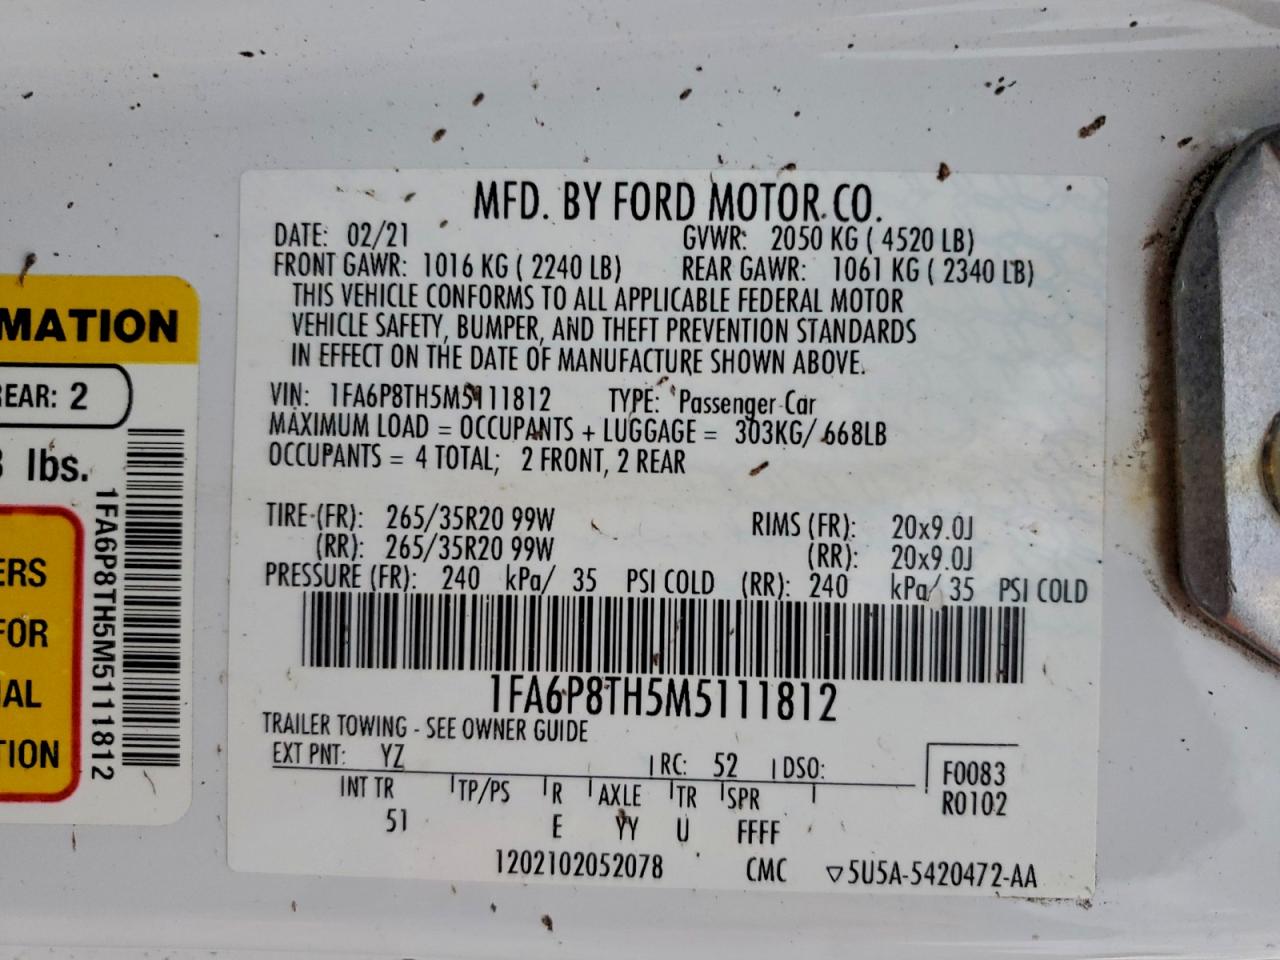 MFD. BY FORD MOTOR CO.
DATE: 02/21 GVWR: 2050 KG ( 4520 LB)
FRONT GAWR: 1016 KG ( 2240 LB) REAR GAWR: 1061 KG ( 2340 LB)
THIS VEHICLE CONFORMS TO ALL APPLICABLE FEDERAL MOTOR
VEHICLE SAFETY, BUMPER, AND THEFT PREVENTION STANDARDS
IN EFFECT ON THE DATE OF MANUFACTURE SHOWN ABOVE.
VIN: 1FA6P8TH5M5111812 TYPE: Passenger Car
MAXIMUM LOAD = OCCUPANTS + LUGGAGE = 303KG/ 668LB
OCCUPANTS = 4 TOTAL; 2 FRONT, 2 REAR
TIRE (FR): 265/35R20 99W RIMS (FR): 20x9.0J
(RR): 265/35R20 99W (RR): 20x9.0J
PRESSURE (FR): 240 kPa/ 35 PSI COLD (RR): 240 kPa/ 35 PSI COLD
1FA6P8TH5M5111812
TRAILER TOWING - SEE OWNER GUIDE
EXT PNT: YZ RC: 52 DSO:
F0083
R0102
INT TR TP/PS R AXLE TR SPR
51 E YY U FFFF
1202102052078 CMC ▽5U5A-5420472-AA
MATION
REAR: 2
lbs.
ERS
FOR
IAL
TION
1FA6P8TH5M5111812